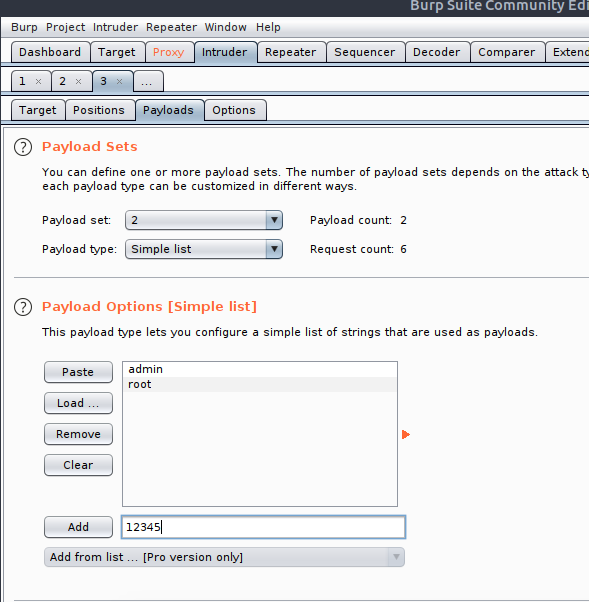 Burp Suite Community Edi
Burp Project Intruder Repeater Window Help
Dashboard Target Proxy Intruder Repeater Sequencer Decoder Comparer Extend
1 × 2 × 3 × ...
Target Positions Payloads Options
? Payload Sets
You can define one or more payload sets. The number of payload sets depends on the attack ty
each payload type can be customized in different ways.
Payload set: 2 Payload count: 2
Payload type: Simple list Request count: 6
? Payload Options [Simple list]
This payload type lets you configure a simple list of strings that are used as payloads.
Paste
Load ...
Remove
Clear
admin
root
Add 12345
Add from list ... [Pro version only]